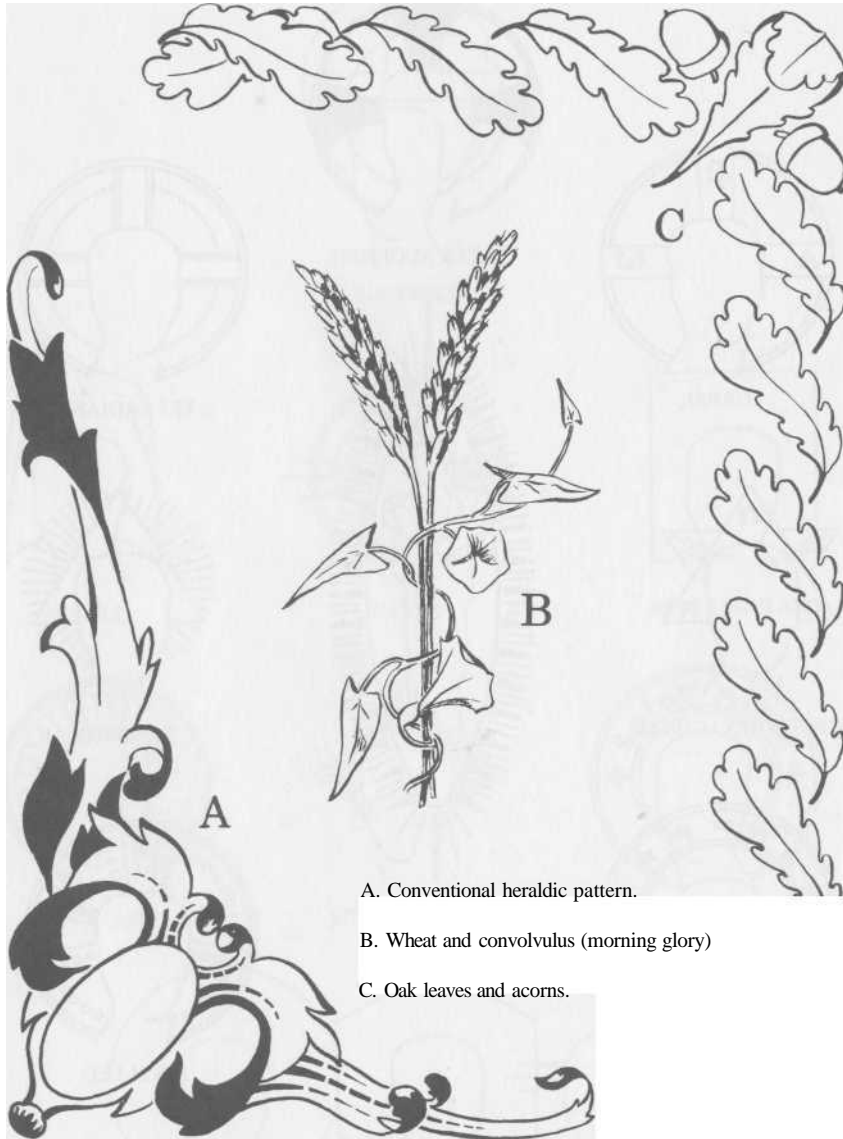 C
B
A
A. Conventional heraldic pattern.
B. Wheat and convolvulus (morning glory)
C. Oak leaves and acorns.